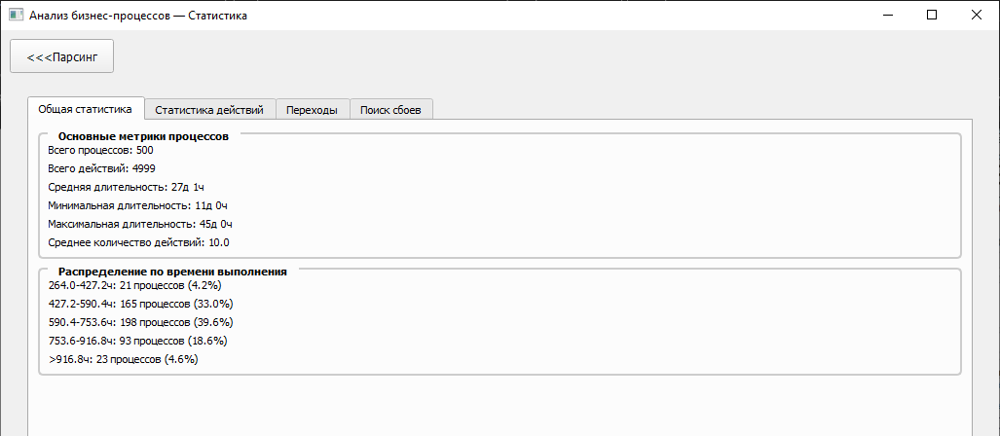 Анализ бизнес-процессов — Статистика
<<<Парсинг
Общая статистика Статистика действий Переходы Поиск сбоев
Основные метрики процессов
Всего процессов: 500
Всего действий: 4999
Средняя длительность: 27д 1ч
Минимальная длительность: 11д 0ч
Максимальная длительность: 45д 0ч
Среднее количество действий: 10.0
Распределение по времени выполнения
264.0-427.2ч: 21 процессов (4.2%)
427.2-590.4ч: 165 процессов (33.0%)
590.4-753.6ч: 198 процессов (39.6%)
753.6-916.8ч: 93 процессов (18.6%)
>916.8ч: 23 процессов (4.6%)